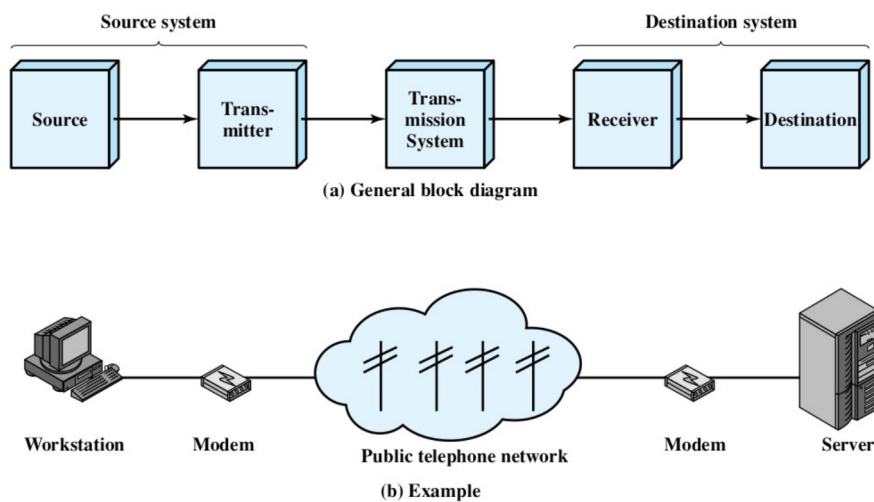 Source system
Destination system
Source
Trans-
mitter
Trans-
mission
System
Receiver
Destination
(a) General block diagram
Workstation
Modem
Public telephone network
Modem
Server
(b) Example